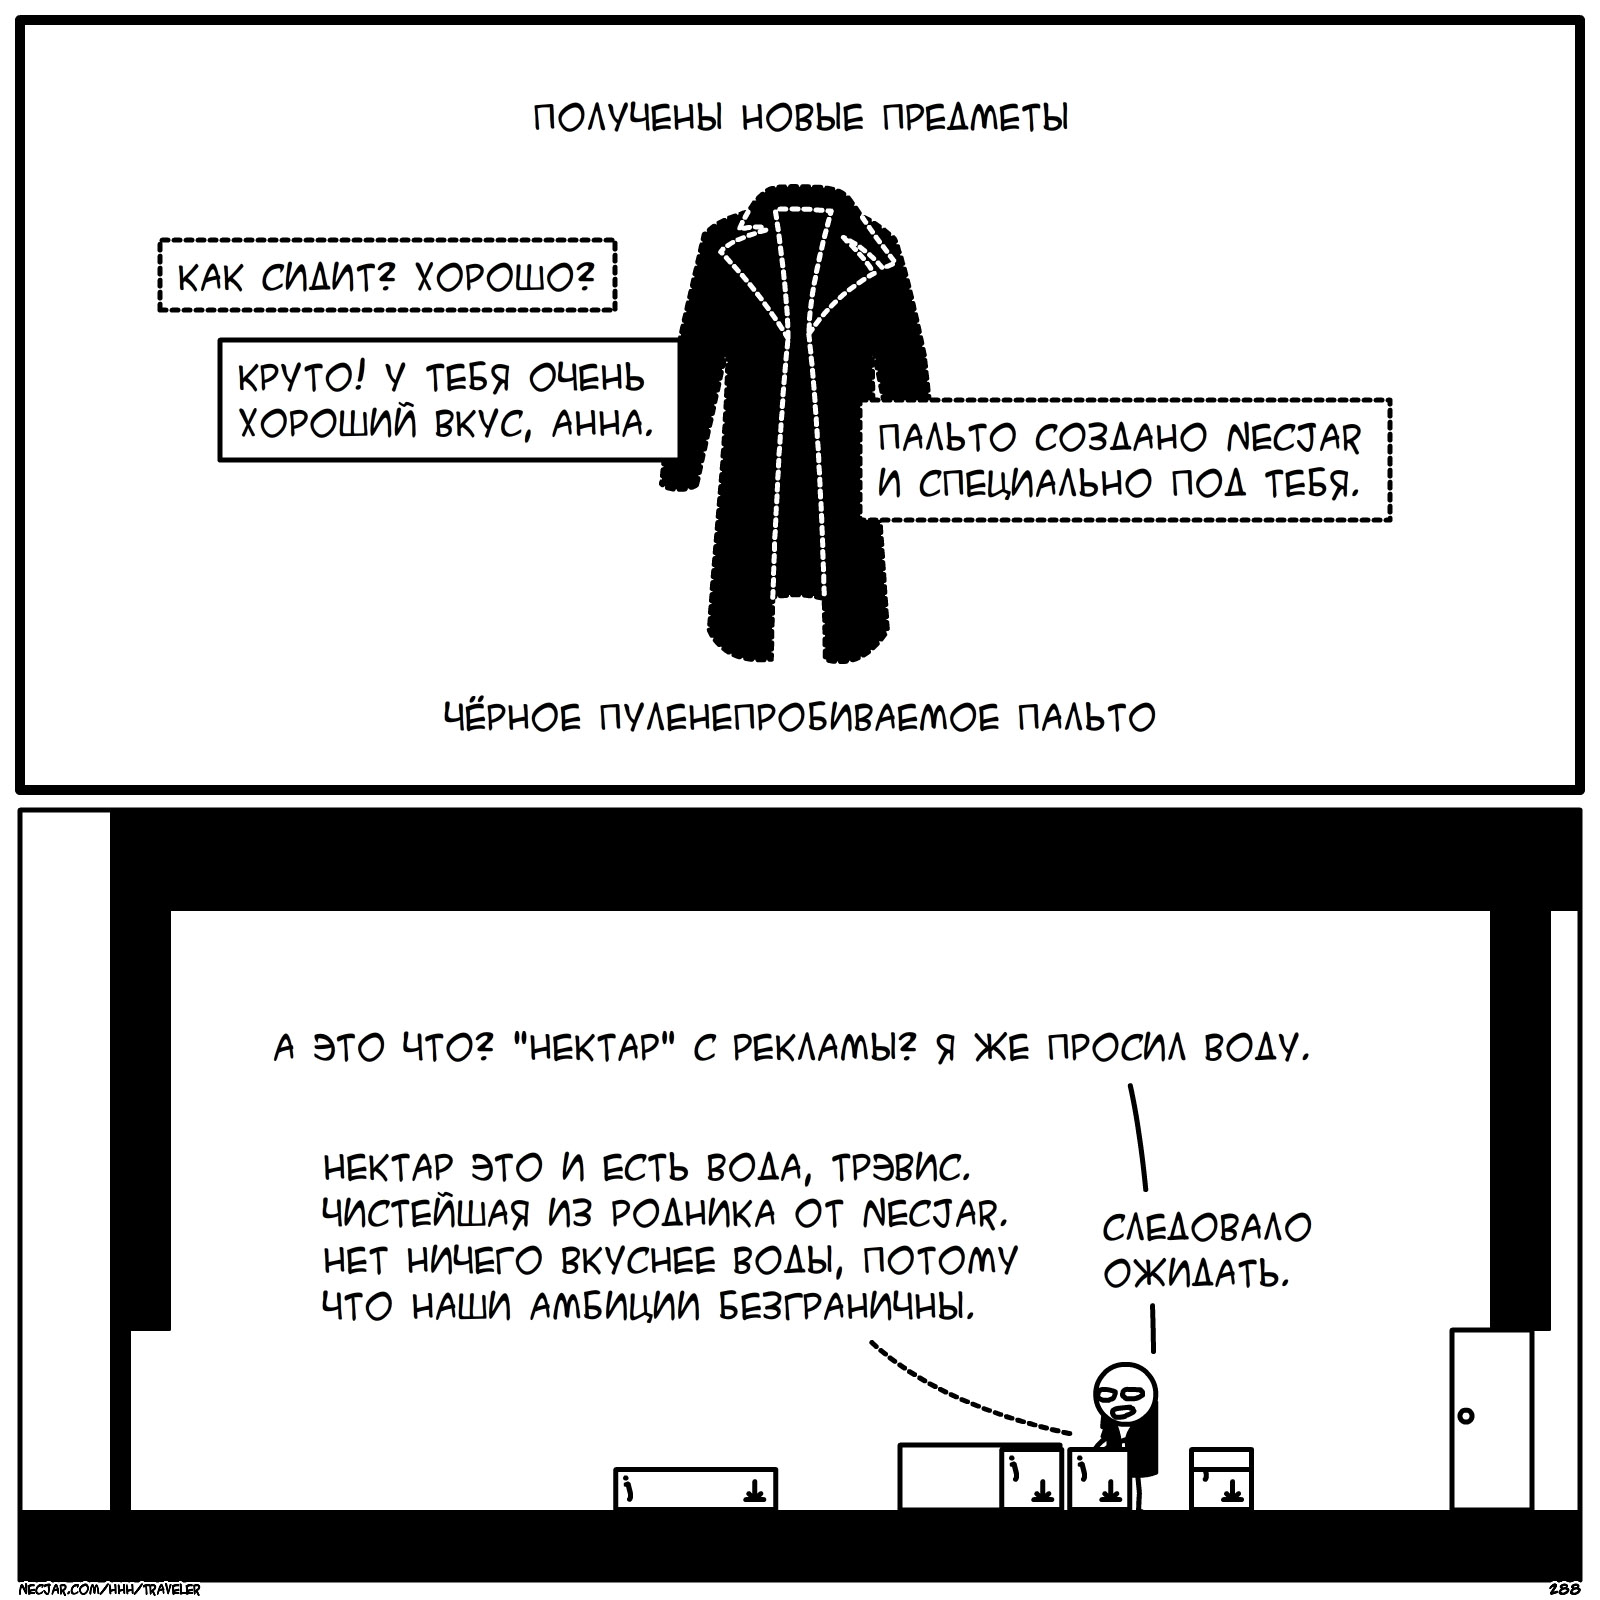 ПОЛУЧЕНЫ НОВЫЕ ПРЕДМЕТЫ
КАК СИДИТ? ХОРОШО?
КРУТО! У ТЕБЯ ОЧЕНЬ
ХОРОШИЙ ВКУС, АННА.
ПАЛЬТО СОЗДАНО NECJAR
И СПЕЦИАЛЬНО ПОД ТЕБЯ.
ЧЁРНОЕ ПУЛЕНЕПРОБИВАЕМОЕ ПАЛЬТО
А ЭТО ЧТО? "НЕКТАР" С РЕКЛАМЫ? Я ЖЕ ПРОСИЛ ВОДУ.
НЕКТАР ЭТО И ЕСТЬ ВОДА, ТРЭВИС.
ЧИСТЕЙШАЯ ИЗ РОДНИКА ОТ NECJAR.
НЕТ НИЧЕГО ВКУСНЕЕ ВОДЫ, ПОТОМУ
ЧТО НАШИ АМБИЦИИ БЕЗГРАНИЧНЫ.
СЛЕДОВАЛО
ОЖИДАТЬ.
NECJAR.COM/HHH/TRAVELER
288